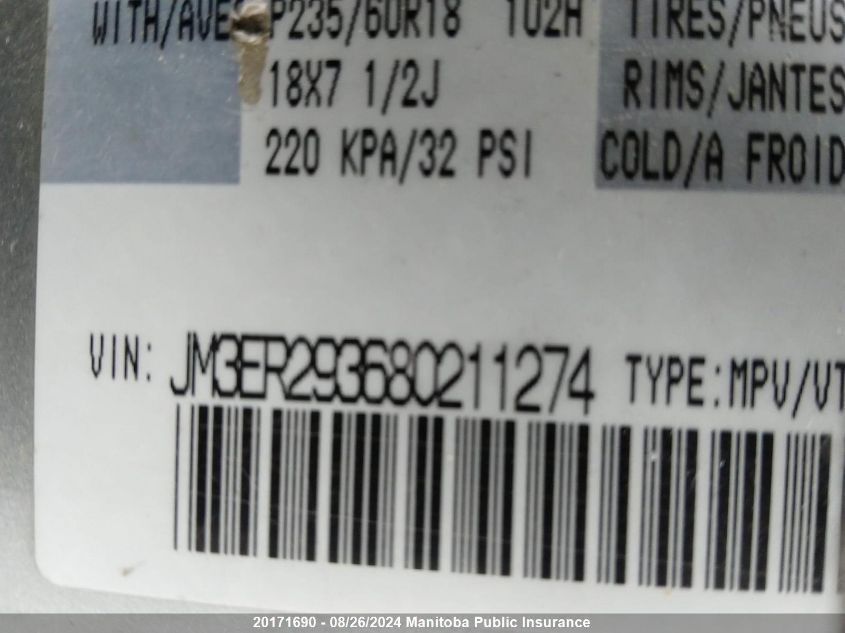 WITH/AVEC P235/60R18 102H TIRES/PNEUS
18X7 1/2J RIMS/JANTES
220 KPA/32 PSI COLD/A FROID
VIN: JM3ER293680211274 TYPE:MPV/VT
20171690 - 08/26/2024 Manitoba Public Insurance